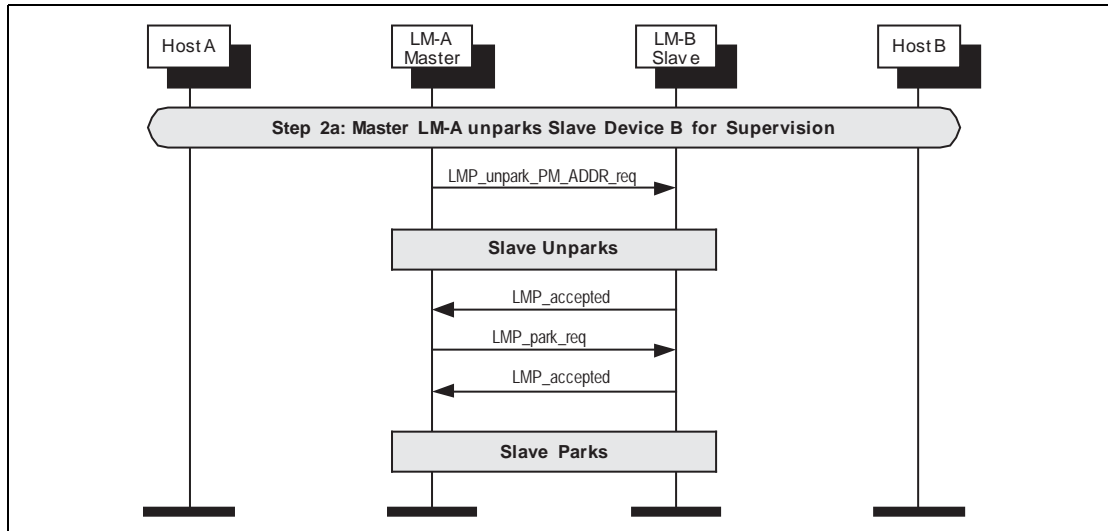 Host A
LM-A
Master
LM-B
Slave
Host B
Step 2a: Master LM-A unparks Slave Device B for Supervision
LMP_unpark_PM_ADDR_req
Slave Unparks
LMP_accepted
LMP_park_req
LMP_accepted
Slave Parks